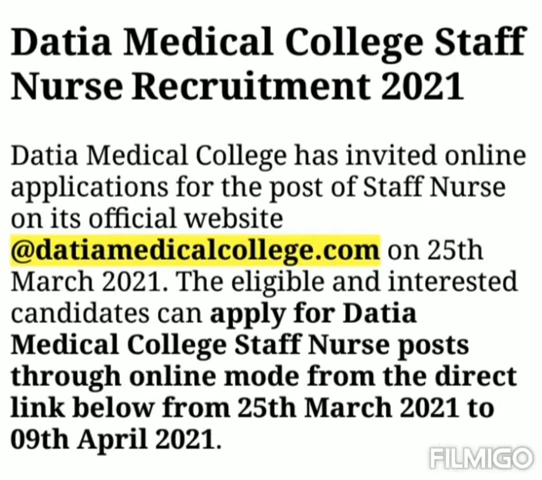 Datia Medical College Staff
Nurse Recruitment 2021
Datia Medical College has invited online
applications for the post of Staff Nurse
on its official website
@datiamedicalcollege.com on 25th
March 2021. The eligible and interested
candidates can apply for Datia
Medical College Staff Nurse posts
through online mode from the direct
link below from 25th March 2021 to
09th April 2021.
FILMIGO